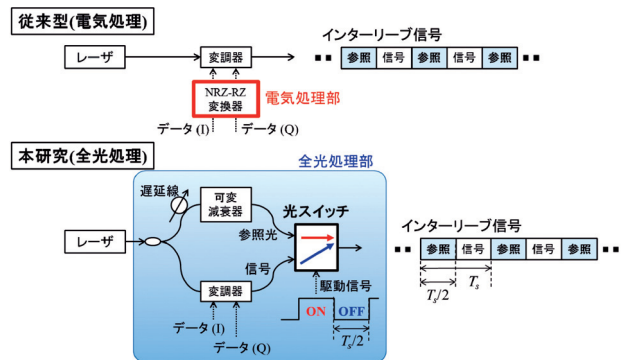 従来型(電気処理)
インターリーブ信号
レーザ
変調器
参照 信号 参照 信号 参照
NRZ-RZ
変換器
電気処理部
データ (I) データ (Q)
本研究(全光処理)
全光処理部
遅延線
可変
減衰器
光スイッチ
インターリーブ信号
レーザ
参照光
参照 信号 参照 信号 参照
信号
変調器
駆動信号
Ts
Ts/2
データ (I)
データ (Q)
ON OFF
Ts/2